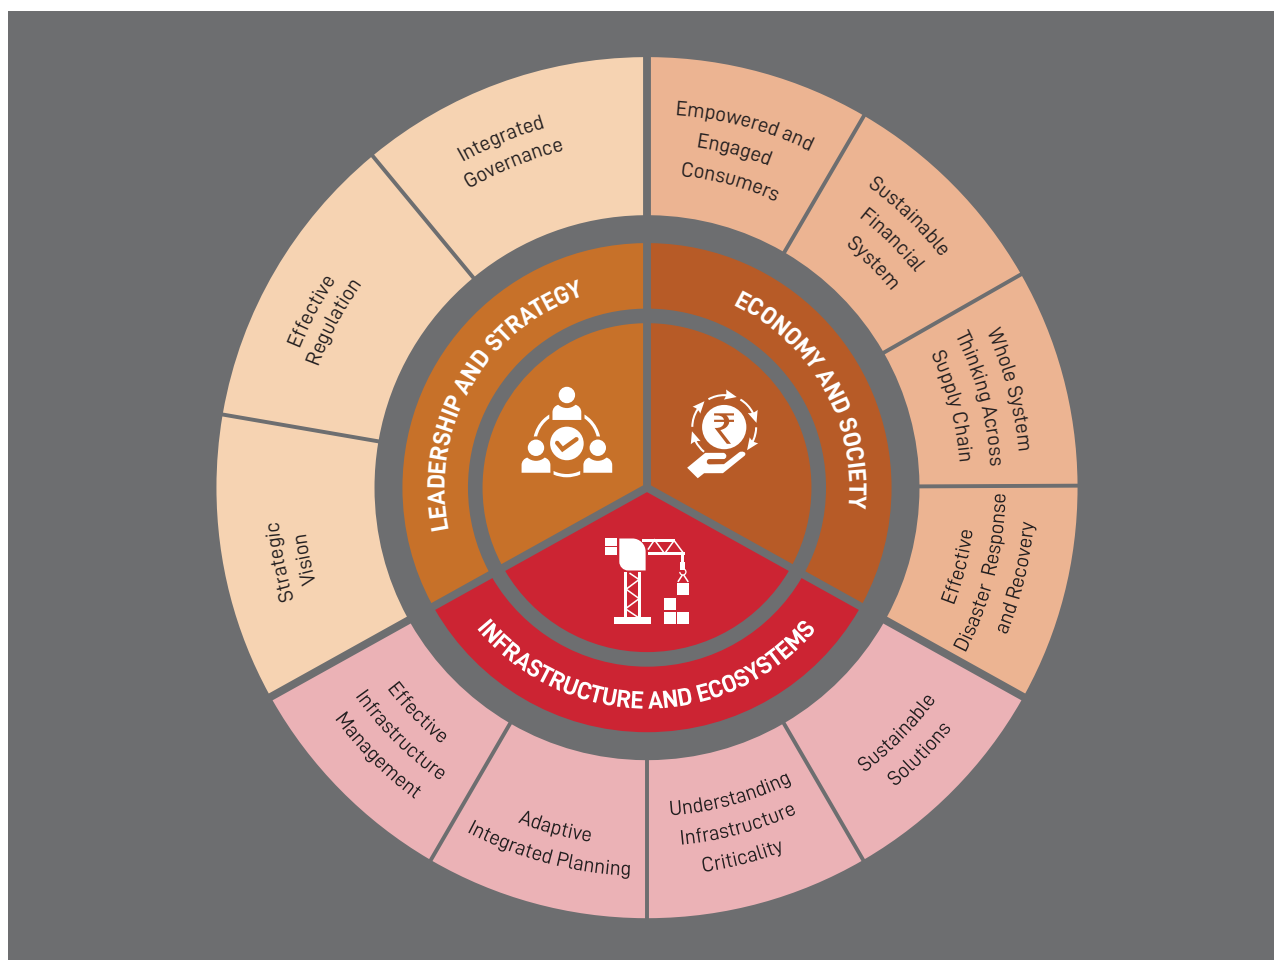 Integrated
Governance
Effective
Regulation
Strategic
Vision
LEADERSHIP AND STRATEGY
Empowered and
Engaged
Consumers
Sustainable
Financial
System
Whole System
Thinking Across
Supply Chain
Effective
Disaster Response
and Recovery
ECONOMY AND SOCIETY
₹
INFRASTRUCTURE AND ECOSYSTEMS
Effective
Infrastructure
Management
Adaptive
Integrated Planning
Understanding
Infrastructure
Criticality
Sustainable
Solutions